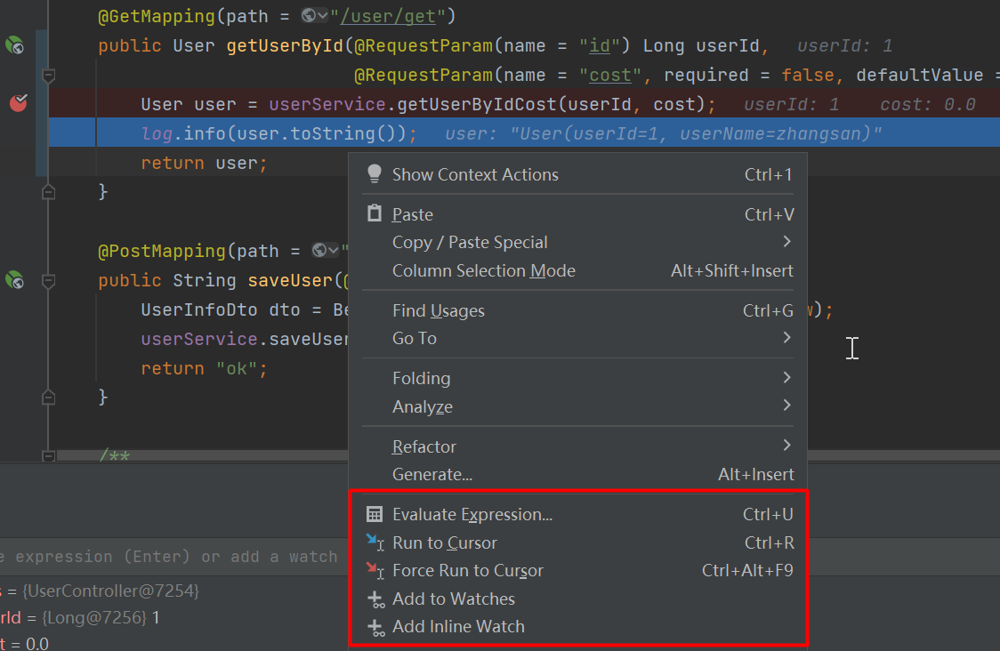 @GetMapping(path = "/user/get")
public User getUserById(@RequestParam(name = "id") Long userId,   userId: 1
@RequestParam(name = "cost", required = false, defaultValue =
User user = userService.getUserByIdCost(userId, cost);   userId: 1   cost: 0.0
log.info(user.toString());   user: "User(userId=1, userName=zhangsan)"
return user;
}
@PostMapping(path = "
public String saveUser(@
UserInfoDto dto = Be
);
userService.saveUser
return "ok";
}
/**
Show Context Actions Ctrl+1
Paste Ctrl+V
Copy / Paste Special
Column Selection Mode Alt+Shift+Insert
Find Usages Ctrl+G
Go To
Folding
Analyze
Refactor
Generate... Alt+Insert
Evaluate Expression... Ctrl+U
Run to Cursor Ctrl+R
Force Run to Cursor Ctrl+Alt+F9
Add to Watches
Add Inline Watch
e expression (Enter) or add a watch
s = {UserController@7254}
rId = {Long@7256} 1
t = 0.0